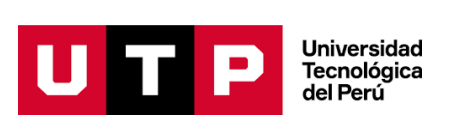 UTP
Universidad
Tecnológica
del Perú